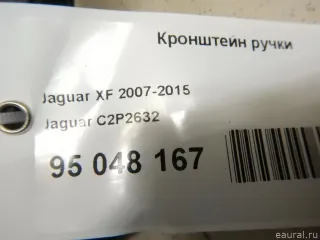 Кронштейн ручки
Jaguar XF 2007-2015
Jaguar C2P2632
95 048 167
eaural.ru